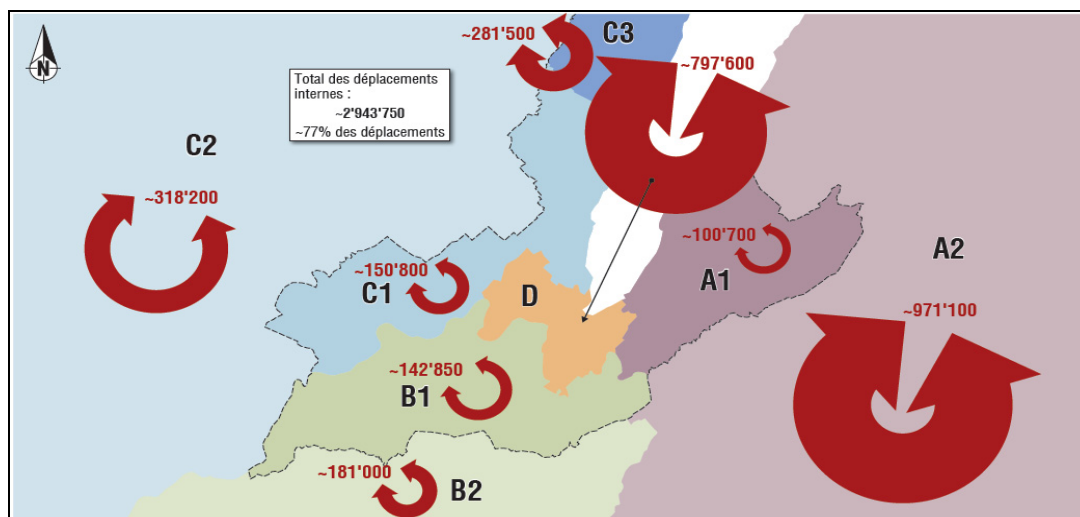 ~281'500
C3
~797'600
N
Total des déplacements
internes :
~2'943'750
~77% des déplacements
C2
~318'200
~100'700
A2
~150'800
C1
D
A1
~971'100
~142'850
B1
~181'000
B2